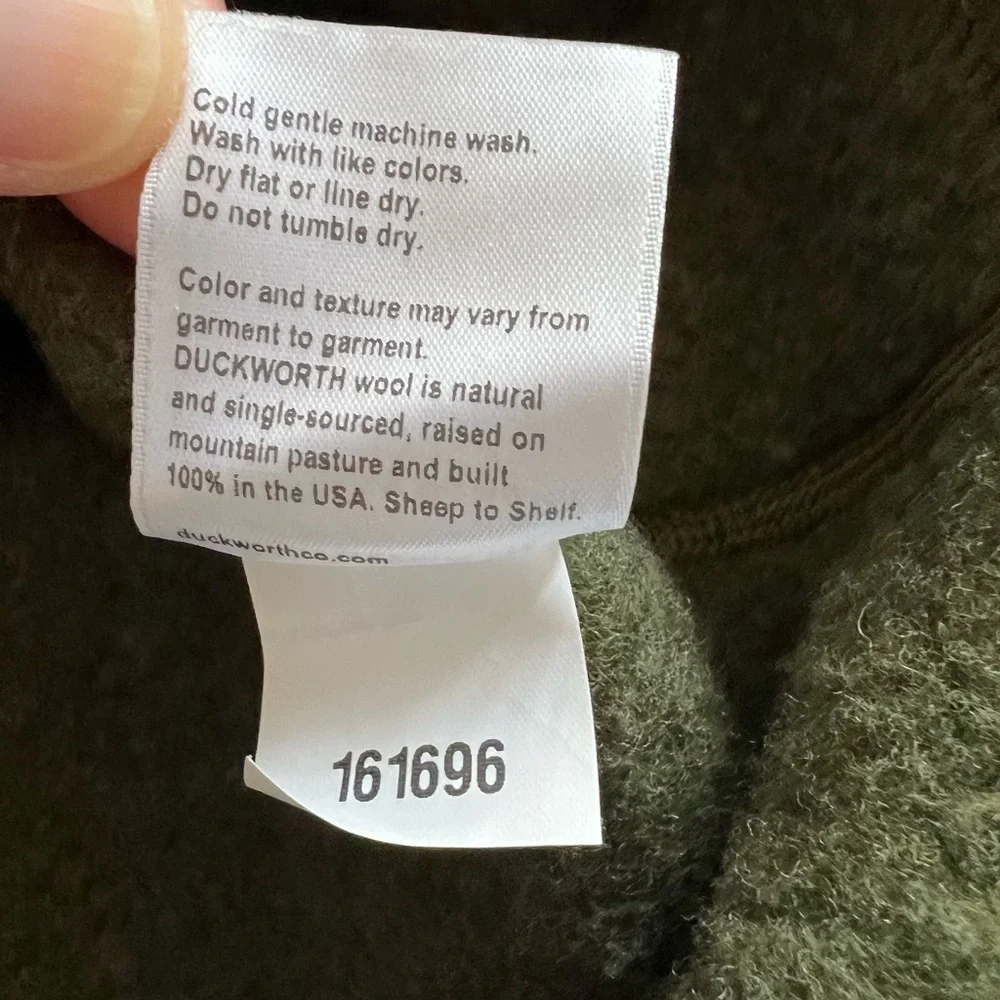 Cold gentle machine wash.
Wash with like colors.
Dry flat or line dry.
Do not tumble dry.
Color and texture may vary from
garment to garment.
DUCKWORTH wool is natural
and single-sourced, raised on
mountain pasture and built
100% in the USA. Sheep to Shelf.
duckworthco.com
161696